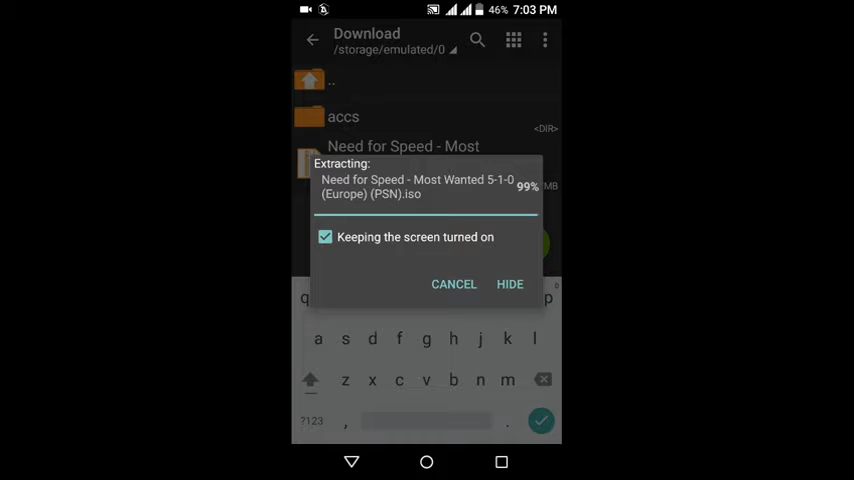 46% 7:03 PM
Download
/storage/emulated/0
..
accs
<DIR>
Need for Speed - Most
MB
Extracting:
Need for Speed - Most Wanted 5-1-0
(Europe) (PSN).iso
99%
Keeping the screen turned on
CANCEL HIDE
q p
0
a s d f g h j k l
z x c v b n m
?123 , .